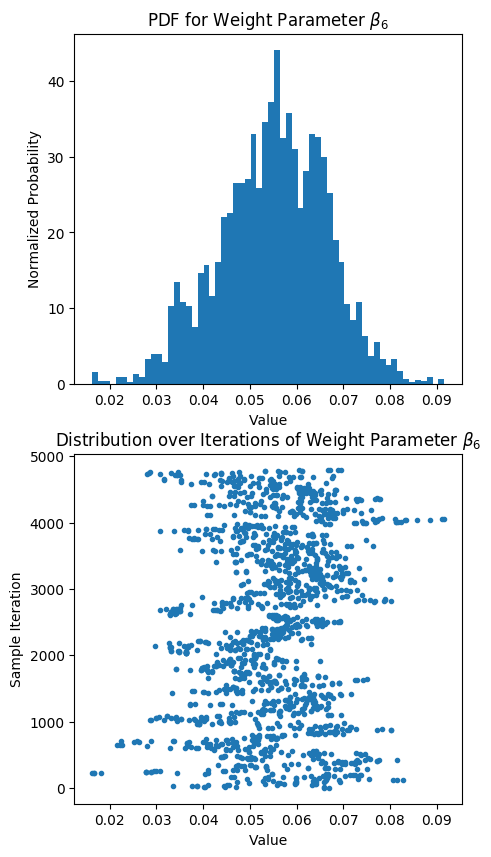 PDF for Weight Parameter β₆
Normalized Probability
40
30
20
10
0
0.02 0.03 0.04 0.05 0.06 0.07 0.08 0.09
Value
Distribution over Iterations of Weight Parameter β₆
Sample Iteration
5000
4000
3000
2000
1000
0
0.02 0.03 0.04 0.05 0.06 0.07 0.08 0.09
Value